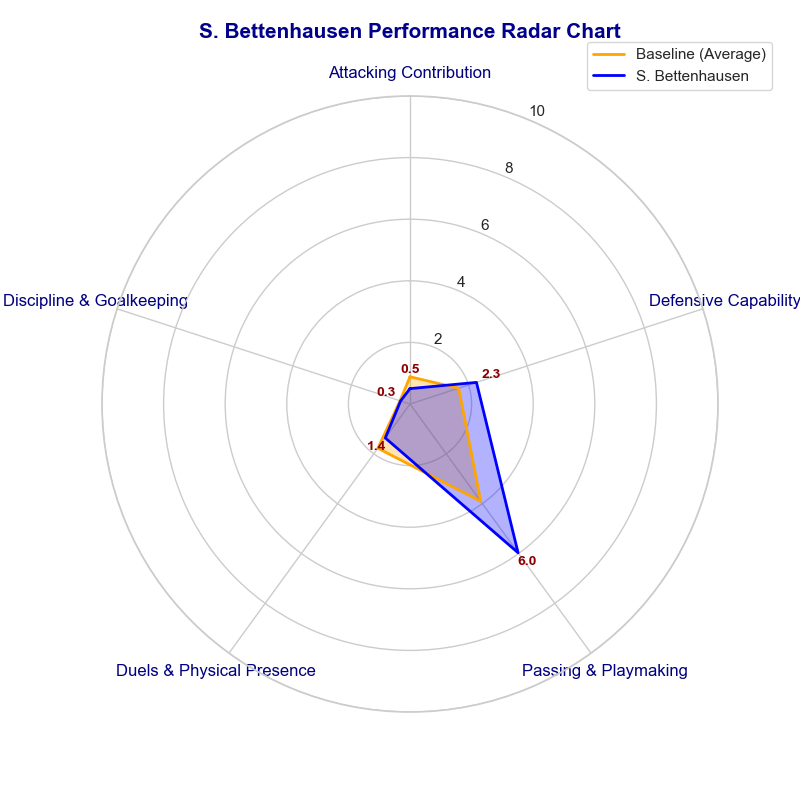 S. Bettenhausen Performance Radar Chart
Baseline (Average)
S. Bettenhausen
Attacking Contribution
10
8
6
4
2
Discipline & Goalkeeping
Defensive Capability
0.5
2.3
0.3
1.4
6.0
Duels & Physical Presence
Passing & Playmaking